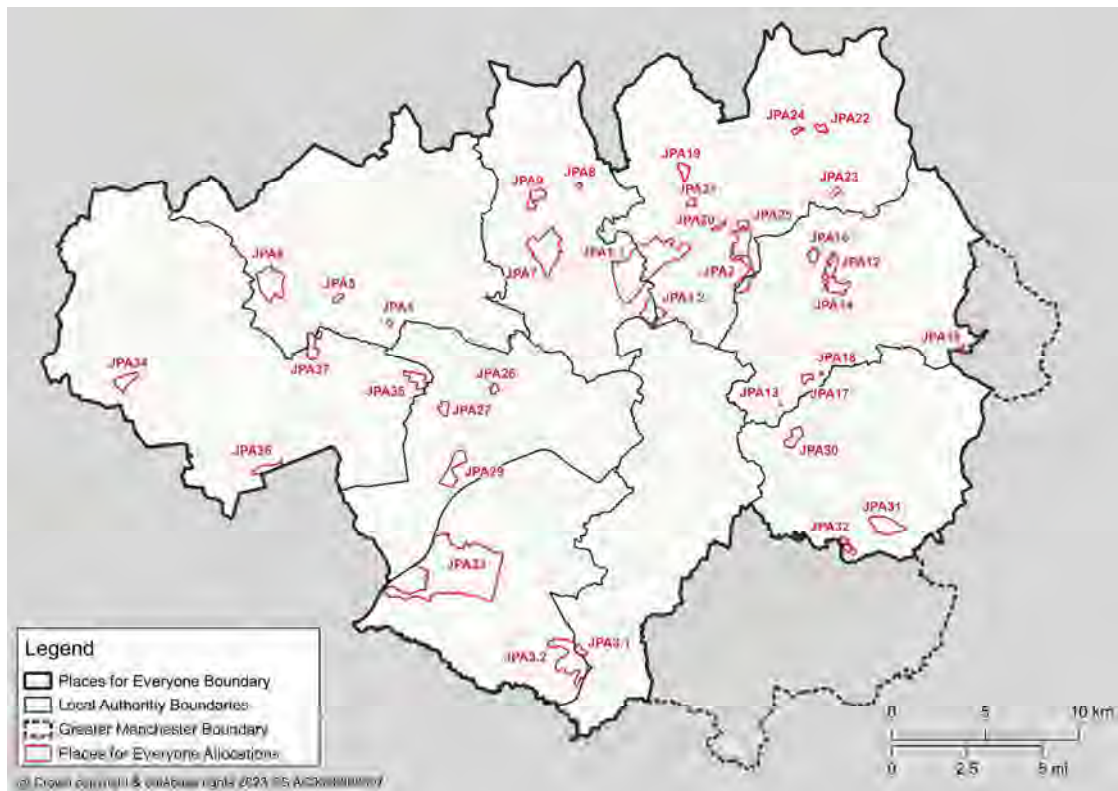 JPA24
JPA22
JPA19
JPA9
JPA8
JPA23
JPA25
JPA16
JPA12
JPA7
JPA2
JPA14
JPA5
JPA18
JPA34
JPA37
JPA26
JPA35
JPA13
JPA17
JPA27
JPA30
JPA36
JPA29
JPA31
JPA32
JPA33
JPA3.1
JPA3.2
Legend
Places for Everyone Boundary
Local Authority Boundaries
Greater Manchester Boundary
Places for Everyone Allocations
0 5 10 km
0 2.5 5 mi